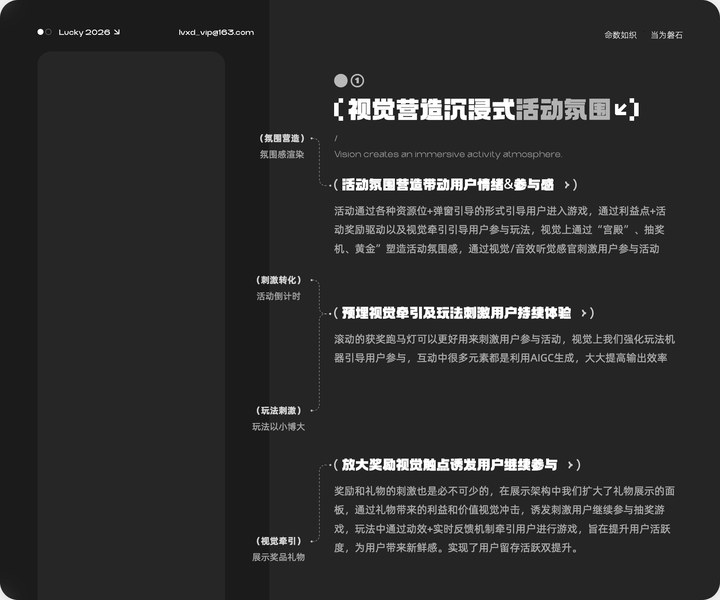 Lucky 2026
lvxd_vip@163.com
命数如织 当为磐石
1
视觉营造沉浸式活动氛围
/
Vision creates an immersive activity atmosphere.
(氛围营造)
氛围感渲染
(活动氛围营造带动用户情绪&参与感 >)
活动通过各种资源位+弹窗引导的形式引导用户进入游戏，通过利益点+活
动奖励驱动以及视觉牵引引导用户参与玩法，视觉上通过“宫殿”、抽奖
机、黄金”塑造活动氛围感，通过视觉/音效听觉感官刺激用户参与活动
(刺激转化)
活动倒计时
(预埋视觉牵引及玩法刺激用户持续体验 >)
滚动的获奖跑马灯可以更好用来刺激用户参与活动，视觉上我们强化玩法机
器引导用户参与，互动中很多元素都是利用AIGC生成，大大提高输出效率
(玩法刺激)
玩法以小博大
(放大奖励视觉触点诱发用户继续参与 >)
奖励和礼物的刺激也是必不可少的，在展示架构中我们扩大了礼物展示的面
板，通过礼物带来的利益和价值视觉冲击，诱发刺激用户继续参与抽奖游
戏，玩法中通过动效+实时反馈机制牵引用户进行游戏，旨在提升用户活跃
度，为用户带来新鲜感。实现了用户留存活跃双提升。
(视觉牵引)
展示奖品礼物